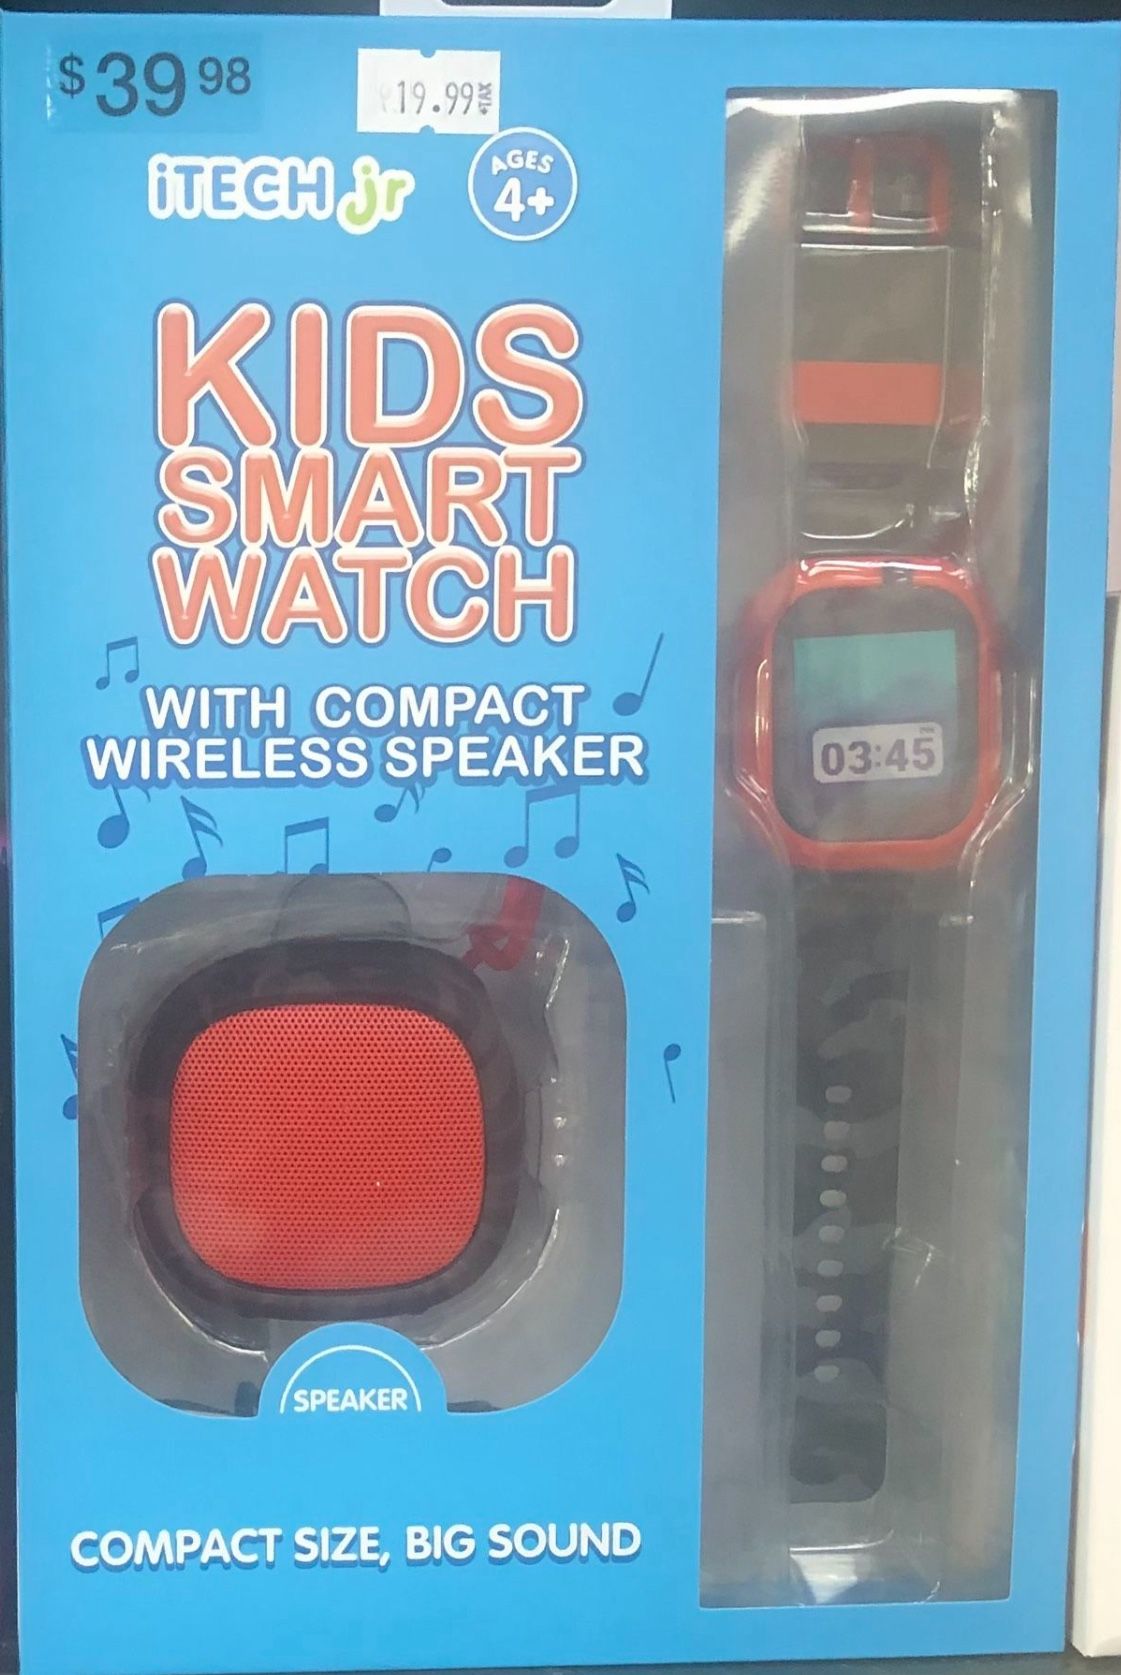 $39 98
19.99 +TAX
iTECH jr
AGES
4+
KIDS
SMART
WATCH
WITH COMPACT
WIRELESS SPEAKER
03:45
SPEAKER
COMPACT SIZE, BIG SOUND